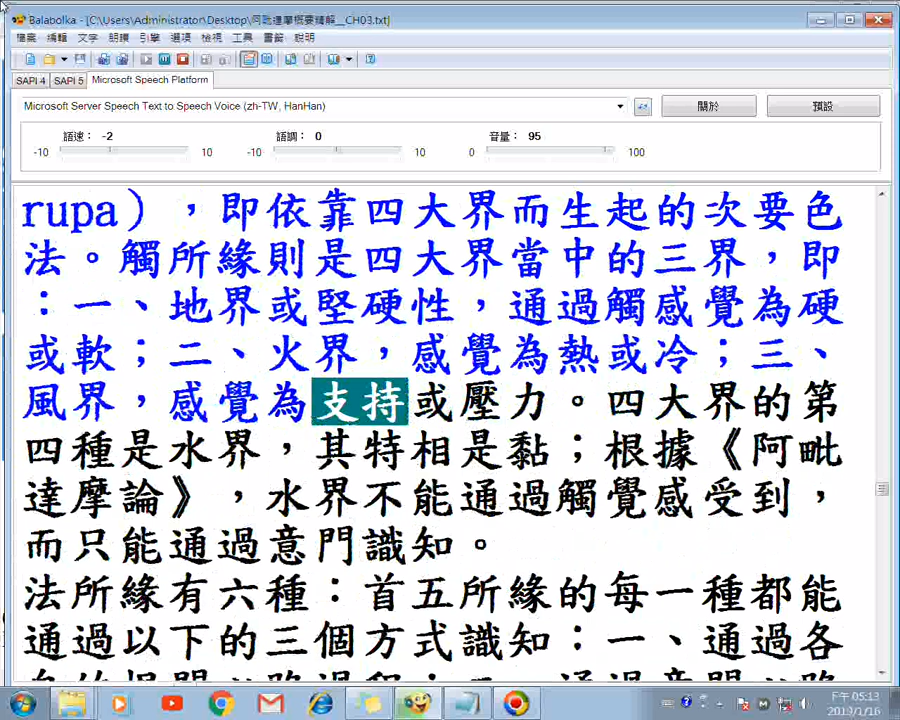 Balabolka - [C:\Users\Administraton\Desktop\阿毗達摩概要精解__CH03.txt]
檔案 編輯 文字 朗讀 引擎 選項 檢視 工具 書籤 說明
SAPI 4 SAPI 5 Microsoft Speech Platform
Microsoft Server Speech Text to Speech Voice (zh-TW, HanHan) 關於 預設
語速： -2 語調： 0 音量： 95
-10 10 -10 10 0 100
rupa），即依靠四大界而生起的次要色
法。觸所緣則是四大界當中的三界，即
：一、地界或堅硬性，通過觸感覺為硬
或軟；二、火界，感覺為熱或冷；三、
風界，感覺為支持或壓力。四大界的第
四種是水界，其特相是黏；根據《阿毗
達摩論》，水界不能通過觸覺感受到，
而只能通過意門識知。
法所緣有六種：首五所緣的每一種都能
通過以下的三個方式識知：一、通過各
下午 05:13
2019/1/16